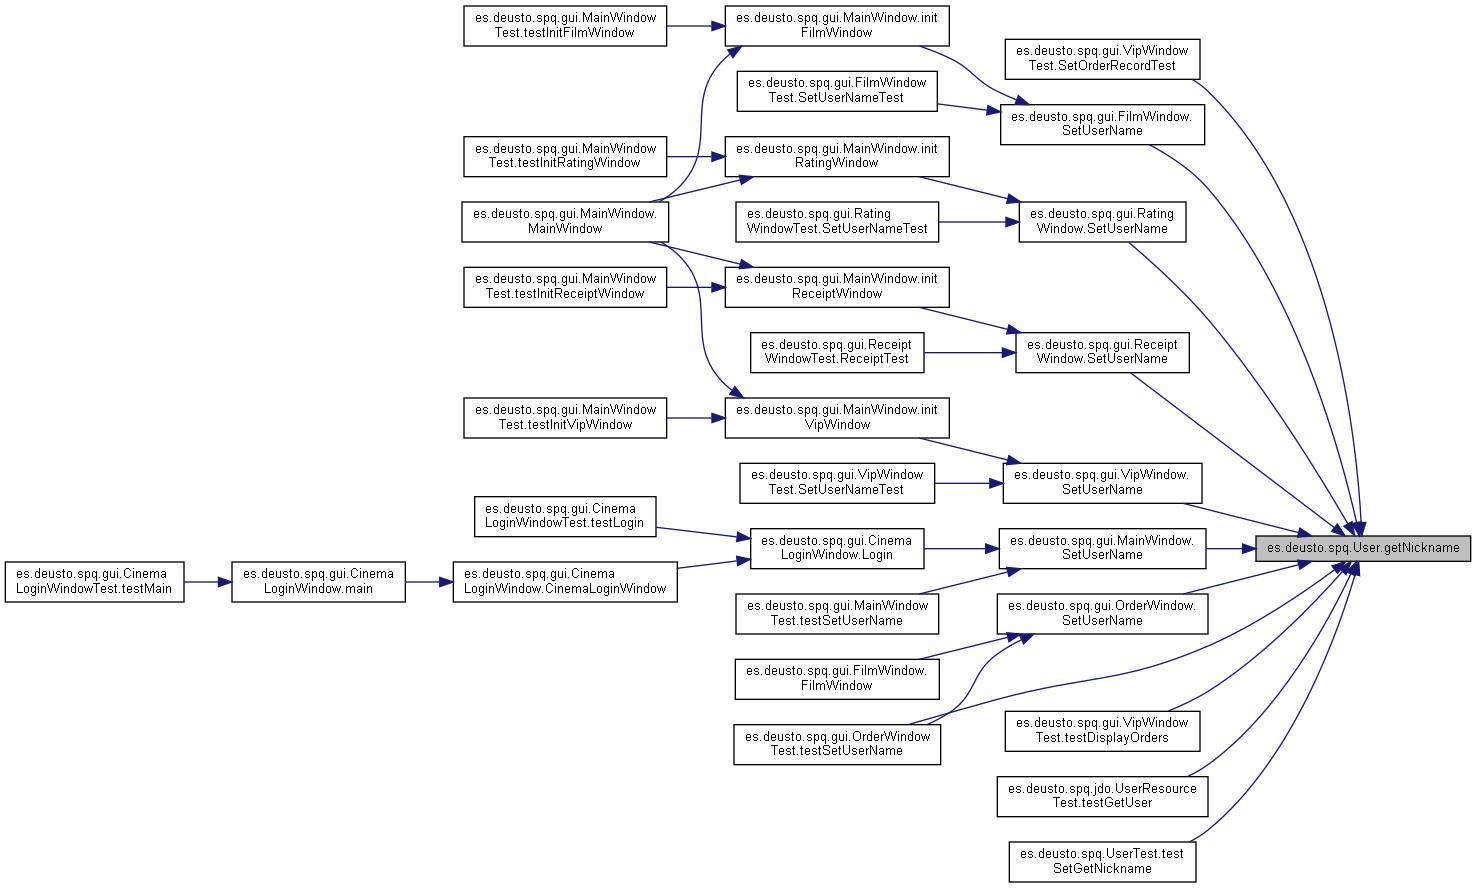 es.deusto.spq.gui.MainWindow
Test.testInitFilmWindow
es.deusto.spq.gui.MainWindow.init
FilmWindow
es.deusto.spq.gui.VipWindow
Test.SetOrderRecordTest
es.deusto.spq.gui.FilmWindow
Test.SetUserNameTest
es.deusto.spq.gui.FilmWindow.
SetUserName
es.deusto.spq.gui.MainWindow
Test.testInitRatingWindow
es.deusto.spq.gui.MainWindow.init
RatingWindow
es.deusto.spq.gui.MainWindow.
MainWindow
es.deusto.spq.gui.Rating
WindowTest.SetUserNameTest
es.deusto.spq.gui.Rating
Window.SetUserName
es.deusto.spq.gui.MainWindow
Test.testInitReceiptWindow
es.deusto.spq.gui.MainWindow.init
ReceiptWindow
es.deusto.spq.gui.Receipt
WindowTest.ReceiptTest
es.deusto.spq.gui.Receipt
Window.SetUserName
es.deusto.spq.gui.MainWindow
Test.testInitVipWindow
es.deusto.spq.gui.MainWindow.init
VipWindow
es.deusto.spq.gui.VipWindow
Test.SetUserNameTest
es.deusto.spq.gui.VipWindow.
SetUserName
es.deusto.spq.gui.Cinema
LoginWindowTest.testLogin
es.deusto.spq.gui.Cinema
LoginWindow.Login
es.deusto.spq.gui.MainWindow.
SetUserName
es.deusto.spq.User.getNickname
es.deusto.spq.gui.Cinema
LoginWindowTest.testMain
es.deusto.spq.gui.Cinema
LoginWindow.main
es.deusto.spq.gui.Cinema
LoginWindow.CinemaLoginWindow
es.deusto.spq.gui.MainWindow
Test.testSetUserName
es.deusto.spq.gui.OrderWindow.
SetUserName
es.deusto.spq.gui.FilmWindow.
FilmWindow
es.deusto.spq.gui.OrderWindow
Test.testSetUserName
es.deusto.spq.gui.VipWindow
Test.testDisplayOrders
es.deusto.spq.jdo.UserResource
Test.testGetUser
es.deusto.spq.UserTest.test
SetGetNickname